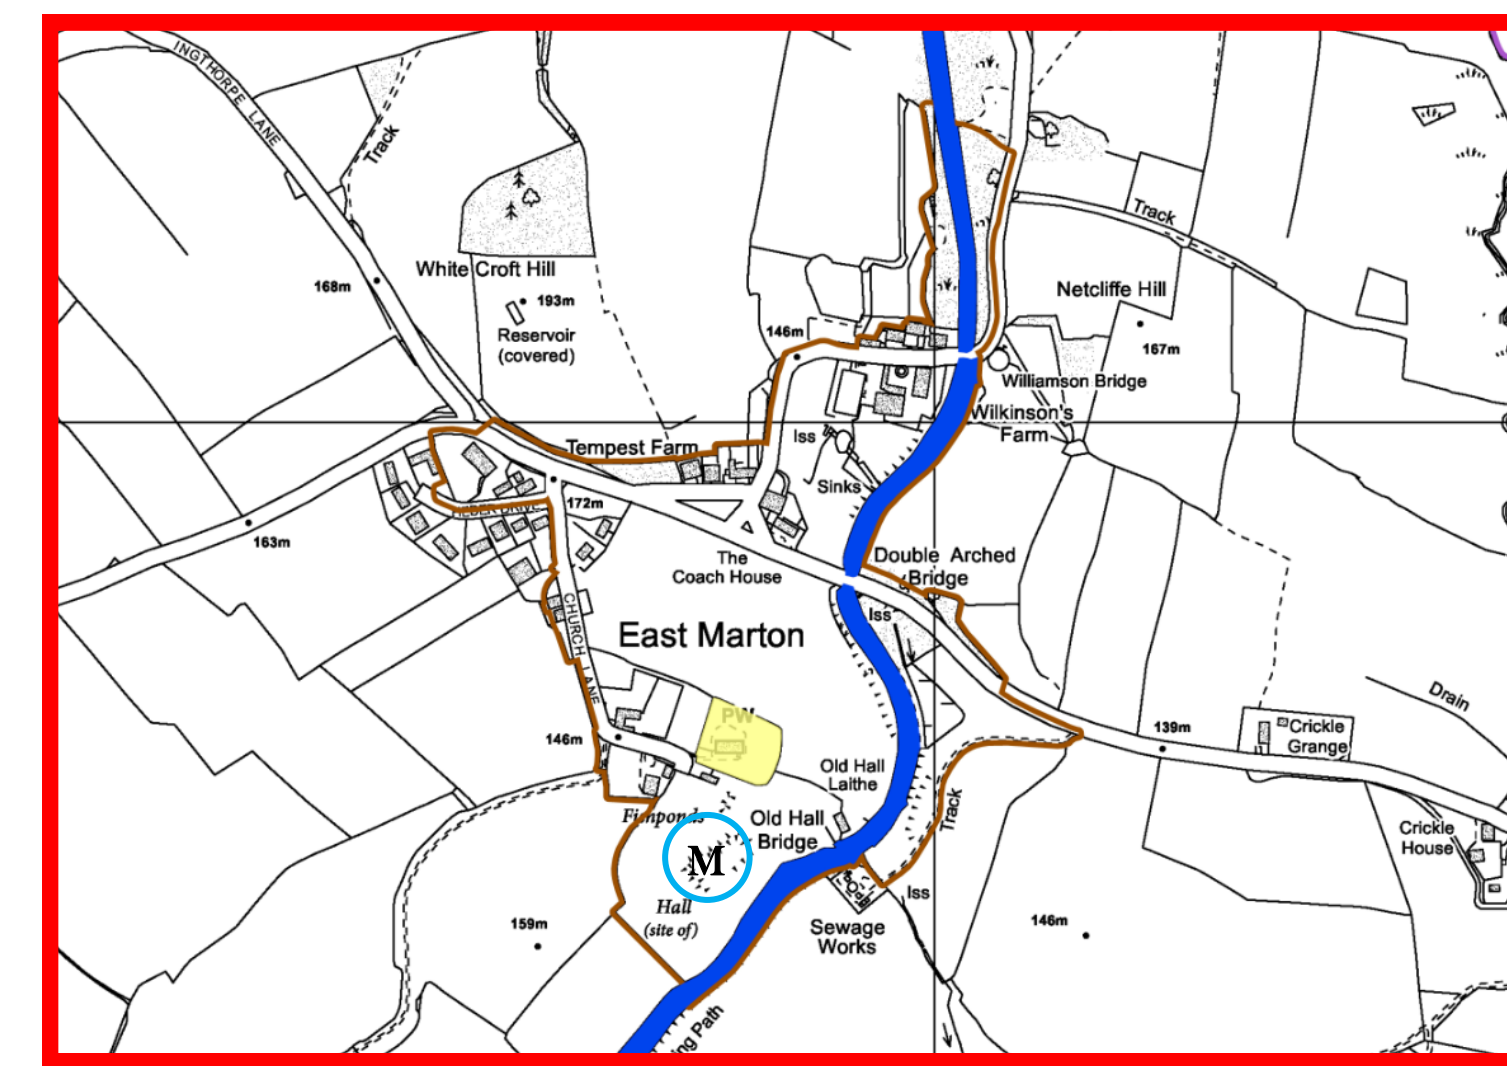 INGTHORPE LANE
Track
White Croft Hill
168m
193m
Reservoir
(covered)
146m
Track
Netcliffe Hill
167m
Williamson Bridge
Wilkinson's
Farm
Tempest Farm
Iss
Sinks
172m
163m
The
Coach House
Double Arched
Bridge
Iss
CHURCH LANE
East Marton
PW
146m
Old Hall
Laithe
139m
Crickle
Grange
Drain
Fishponds
Old Hall
Bridge
Track
Crickle
House
M
Hall
(site of)
Iss
159m
Sewage
Works
146m
Path